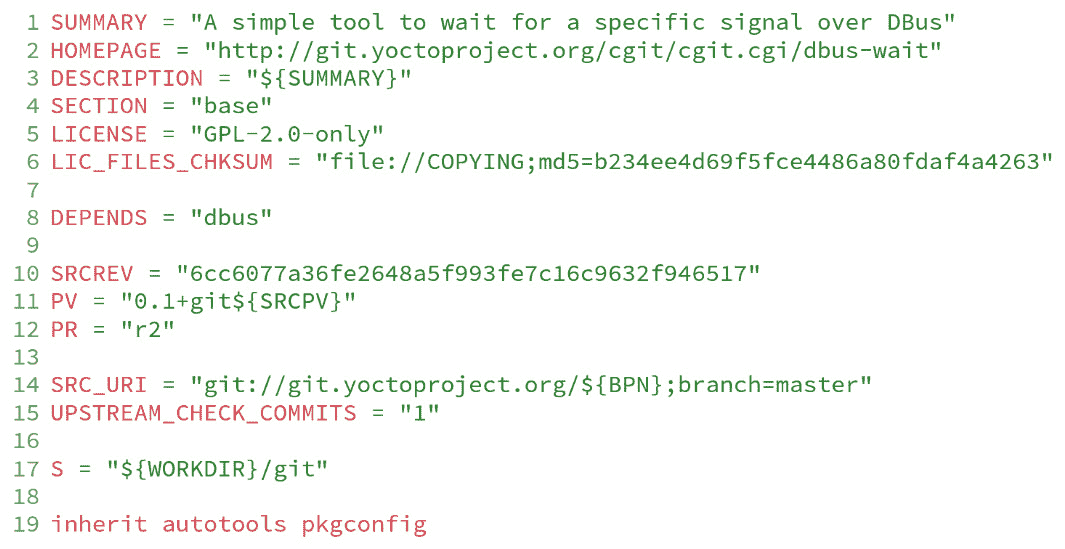 1 SUMMARY = "A simple tool to wait for a specific signal over DBus"
2 HOMEPAGE = "http://git.yoctoproject.org/cgit/cgit.cgi/dbus-wait"
3 DESCRIPTION = "${SUMMARY}"
4 SECTION = "base"
5 LICENSE = "GPL-2.0-only"
6 LIC_FILES_CHKSUM = "file://COPYING;md5=b234ee4d69f5fce4486a80fdaf4a4263"
7
8 DEPENDS = "dbus"
9
10 SRCREV = "6cc6077a36fe2648a5f993fe7c16c9632f946517"
11 PV = "0.1+git${SRCPV}"
12 PR = "r2"
13
14 SRC_URI = "git://git.yoctoproject.org/${BPN};branch=master"
15 UPSTREAM_CHECK_COMMITS = "1"
16
17 S = "${WORKDIR}/git"
18
19 inherit autotools pkgconfig